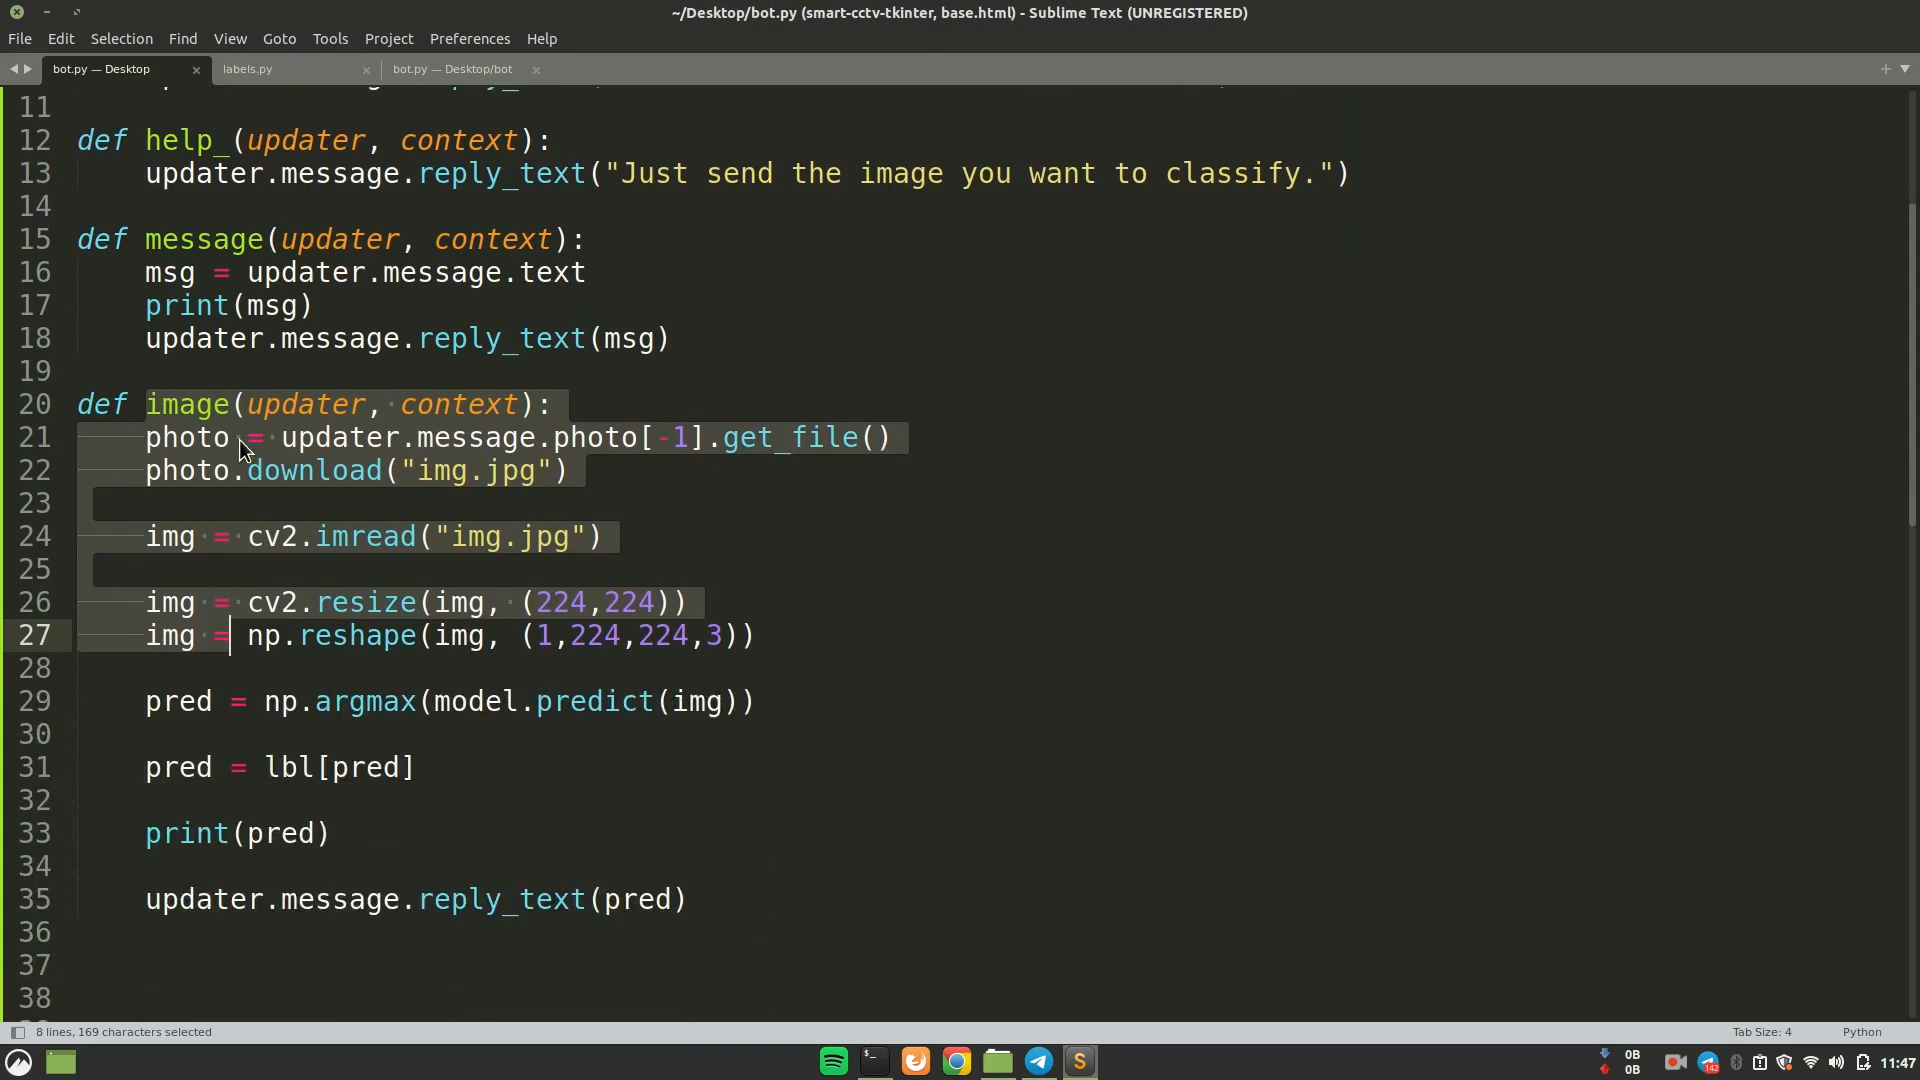 ~/Desktop/bot.py (smart-cctv-tkinter, base.html) - Sublime Text (UNREGISTERED)
File Edit Selection Find View Goto Tools Project Preferences Help
bot.py — Desktop labels.py bot.py — Desktop/bot
11
12 def help_(updater, context):
13 updater.message.reply_text("Just send the image you want to classify.")
14
15 def message(updater, context):
16 msg = updater.message.text
17 print(msg)
18 updater.message.reply_text(msg)
19
20 def image(updater, context):
21 photo = updater.message.photo[-1].get_file()
22 photo.download("img.jpg")
23
24 img = cv2.imread("img.jpg")
25
26 img = cv2.resize(img, (224,224))
27 img = np.reshape(img, (1,224,224,3))
28
29 pred = np.argmax(model.predict(img))
30
31 pred = lbl[pred]
32
33 print(pred)
34
35 updater.message.reply_text(pred)
36
37
38
8 lines, 169 characters selected Tab Size: 4 Python
0B
0B
142
11:47